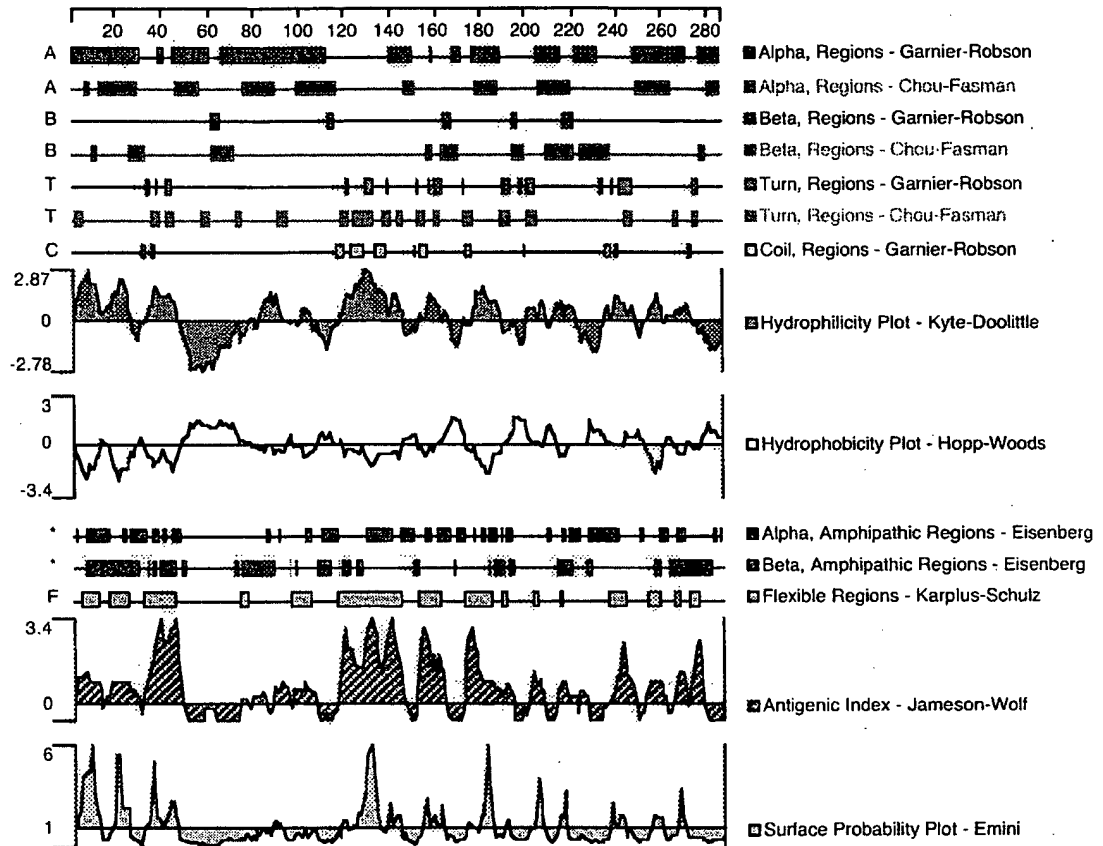 20 40 60 80 100 120 140 160 180 200 220 240 260 280
A Alpha, Regions - Garnier-Robson
A Alpha, Regions - Chou-Fasman
B Beta, Regions - Garnier-Robson
B Beta, Regions - Chou-Fasman
T Turn, Regions - Garnier-Robson
T Turn, Regions - Chou-Fasman
C Coil, Regions - Garnier-Robson
2.87
0 Hydrophilicity Plot - Kyte-Doolittle
-2.78
3
0 Hydrophobicity Plot - Hopp-Woods
-3.4
* Alpha, Amphipathic Regions - Eisenberg
* Beta, Amphipathic Regions - Eisenberg
F Flexible Regions - Karplus-Schulz
3.4
0 Antigenic Index - Jameson-Wolf
6
1 Surface Probability Plot - Emini